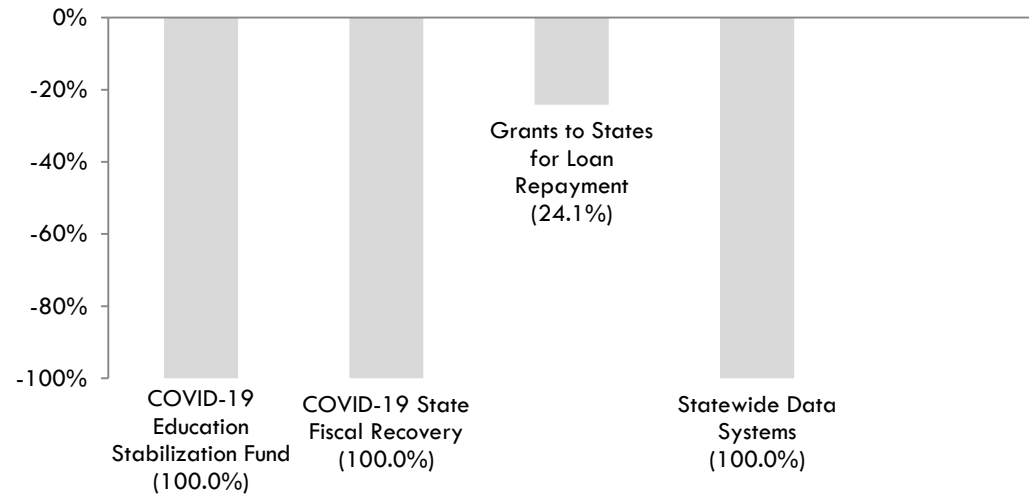 0%
-20%
-40%
-60%
-80%
-100%
Grants to States
for Loan
Repayment
(24.1%)
COVID-19
Education
Stabilization Fund
(100.0%)
COVID-19 State
Fiscal Recovery
(100.0%)
Statewide Data
Systems
(100.0%)